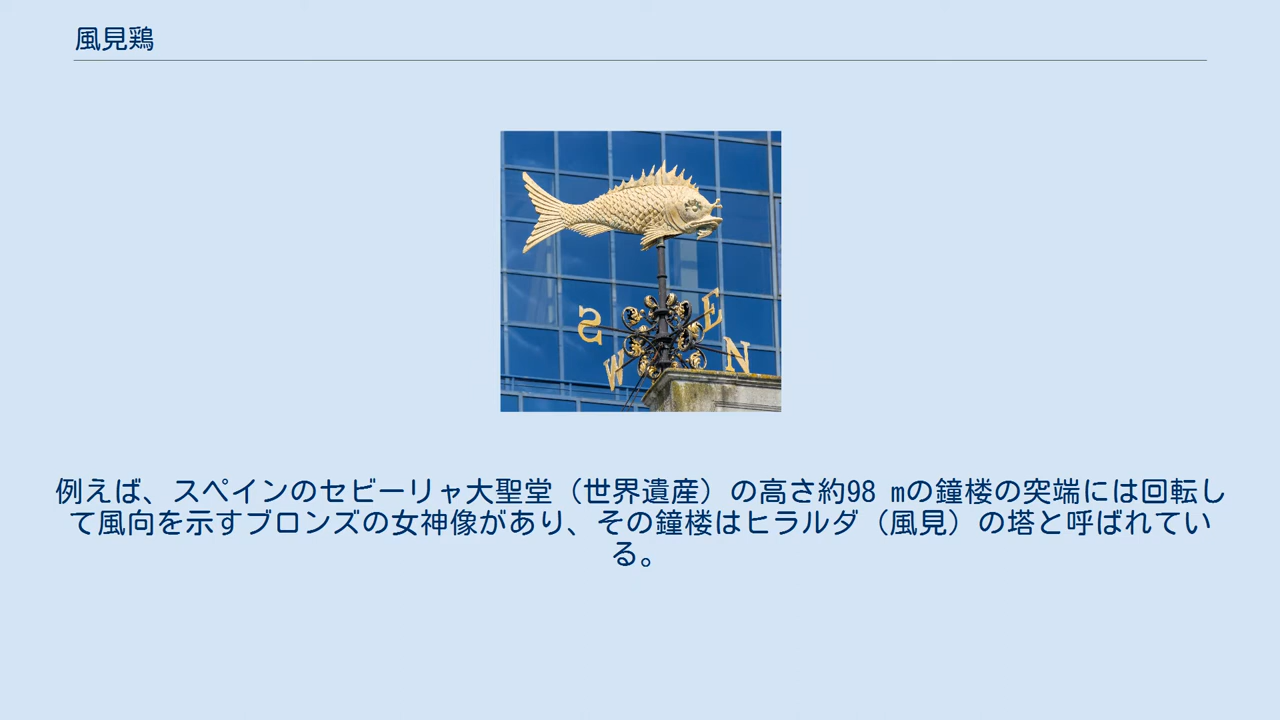 風見鶏
S
E
W
N
例えば、スペインのセビーリャ大聖堂（世界遺産）の高さ約98 mの鐘楼の突端には回転し
て風向を示すブロンズの女神像があり、その鐘楼はヒラルダ（風見）の塔と呼ばれてい
る。